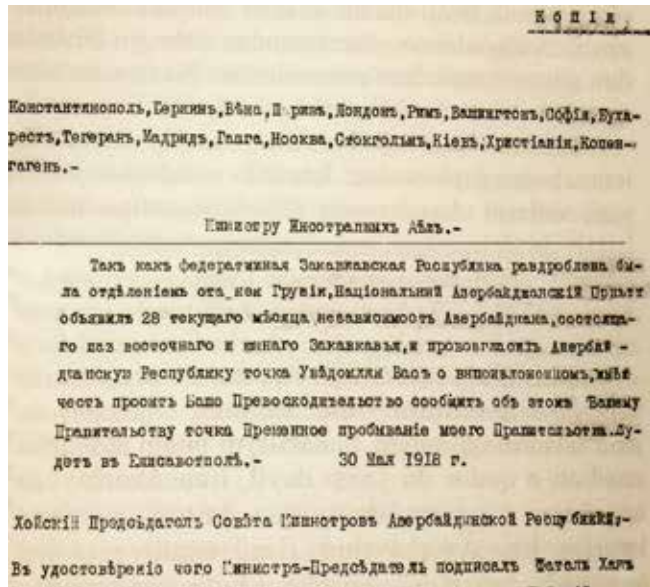 Копія
Константинополь,Берлинъ,Вѣна,Парижъ,Лондонъ,Римъ,Вашингтонъ,Софія,Буха-
рестъ,Тегеранъ,Мадридъ,Гаага,Москва,Стокгольмъ,Кіевъ,Христіанія,Копен-
гагенъ.-
Министру Иностранныхъ Дѣлъ.-
Такъ какъ федеративная Закавказская Республика раздроблена бы-
ла отдѣленіемъ отъ нея Грузіи,Національный Азербайджанскій
объявилъ 28 текущаго мѣсяца независимость Азербайджана,состояща-
го изъ восточнаго и южнаго Закавказья,и провозгласилъ Азербай -
джанскую Республику точка Увѣдомляя Васъ о вышеизложенномъ,имѣю
честь просить Ваше Превосходительство сообщить объ этомъ Вашему
Правительству точка Временное пребываніе моего Правительства бу-
детъ въ Елисаветполѣ.- 30 Мая 1918 г.
Хойскій Предсѣдатель Совѣта Министровъ Азербайджанской Республики;-
Въ удостовѣреніе чего Министръ-Предсѣдатель подписалъ Фатали Ханъ